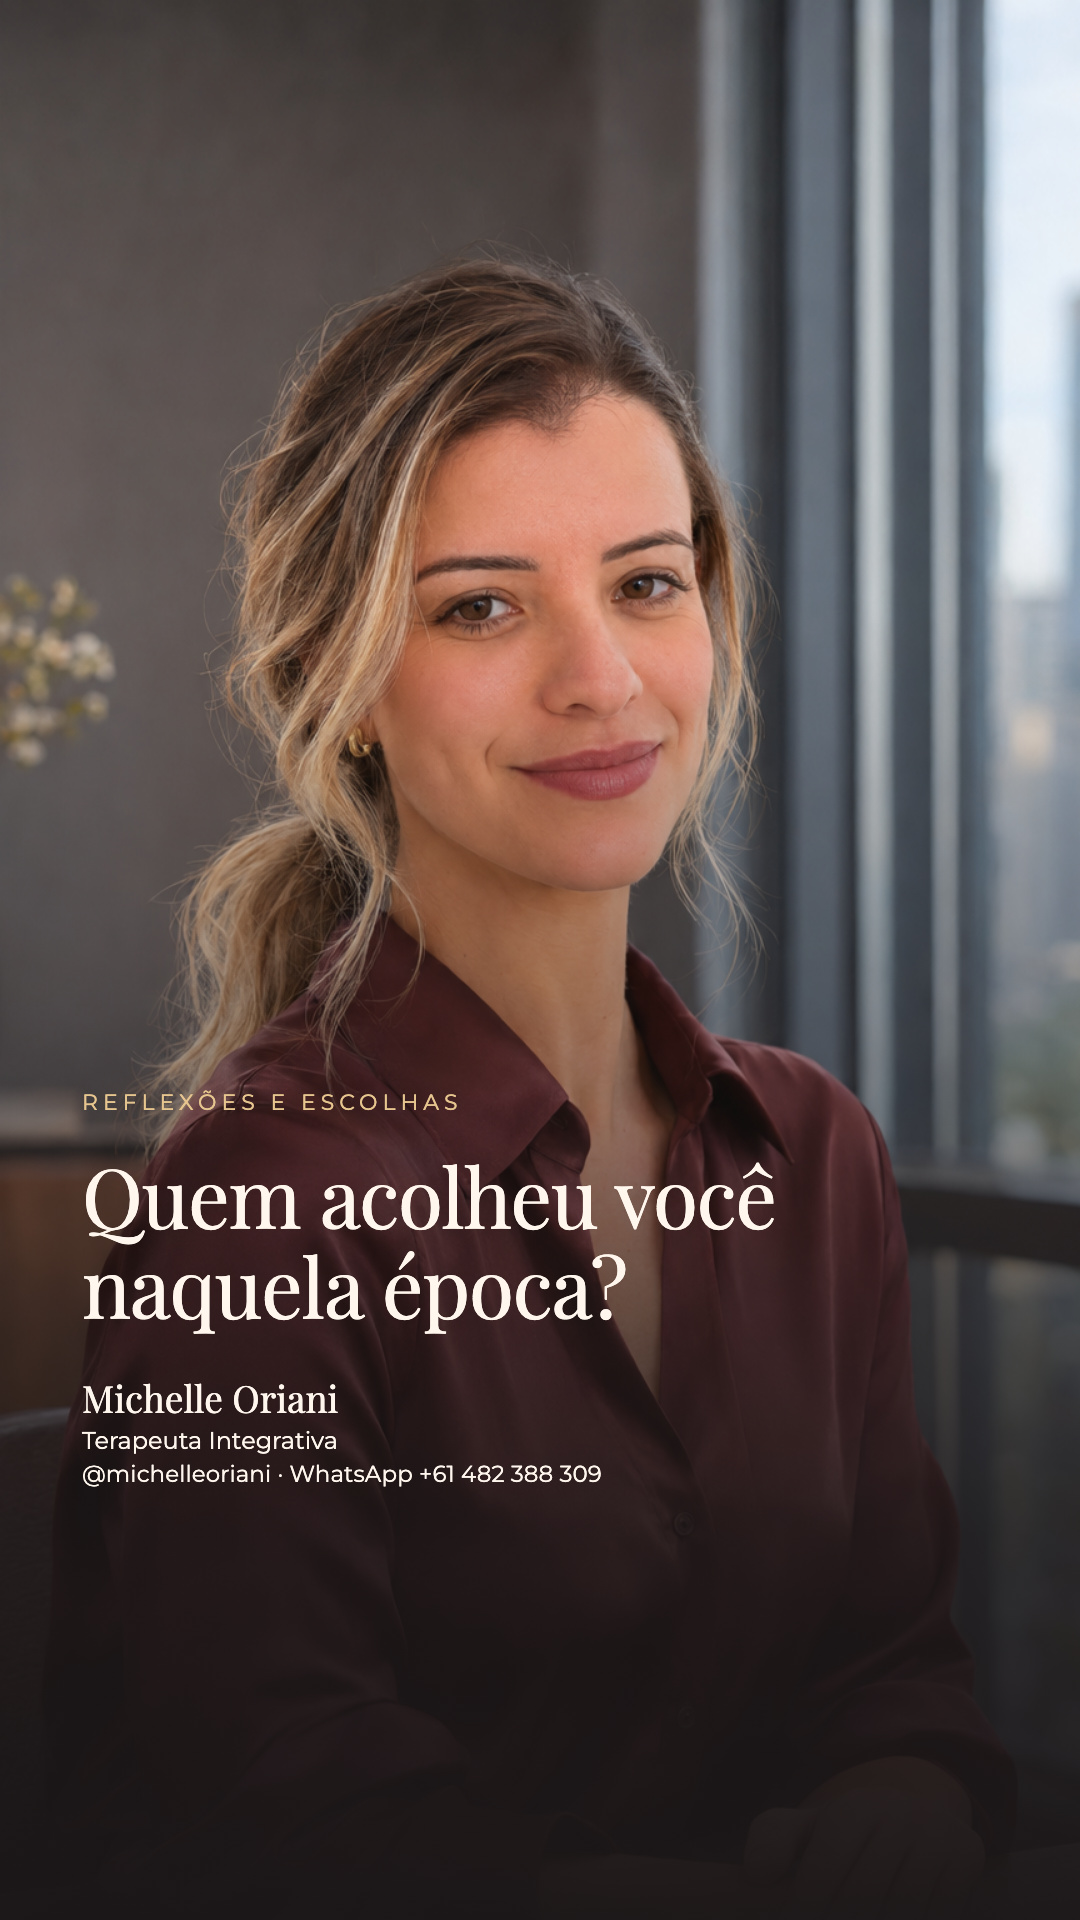 REFLEXÕES E ESCOLHAS
Quem acolheu você
naquela época?
Michelle Oriani
Terapeuta Integrativa
@michelleoriani · WhatsApp +61 482 388 309